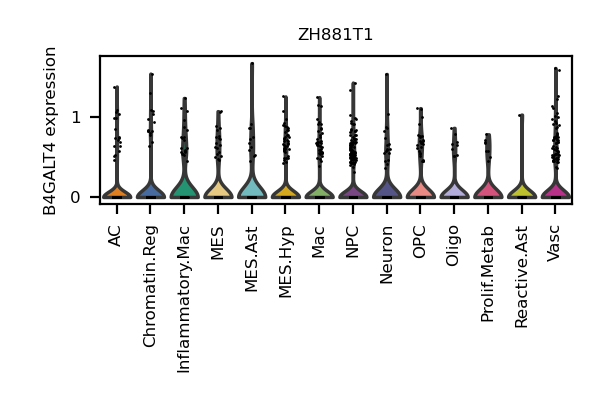 ZH881T1
B4GALT4 expression
1
0
AC
Chromatin.Reg
Inflammatory.Mac
MES
MES.Ast
MES.Hyp
Mac
NPC
Neuron
OPC
Oligo
Prolif.Metab
Reactive.Ast
Vasc